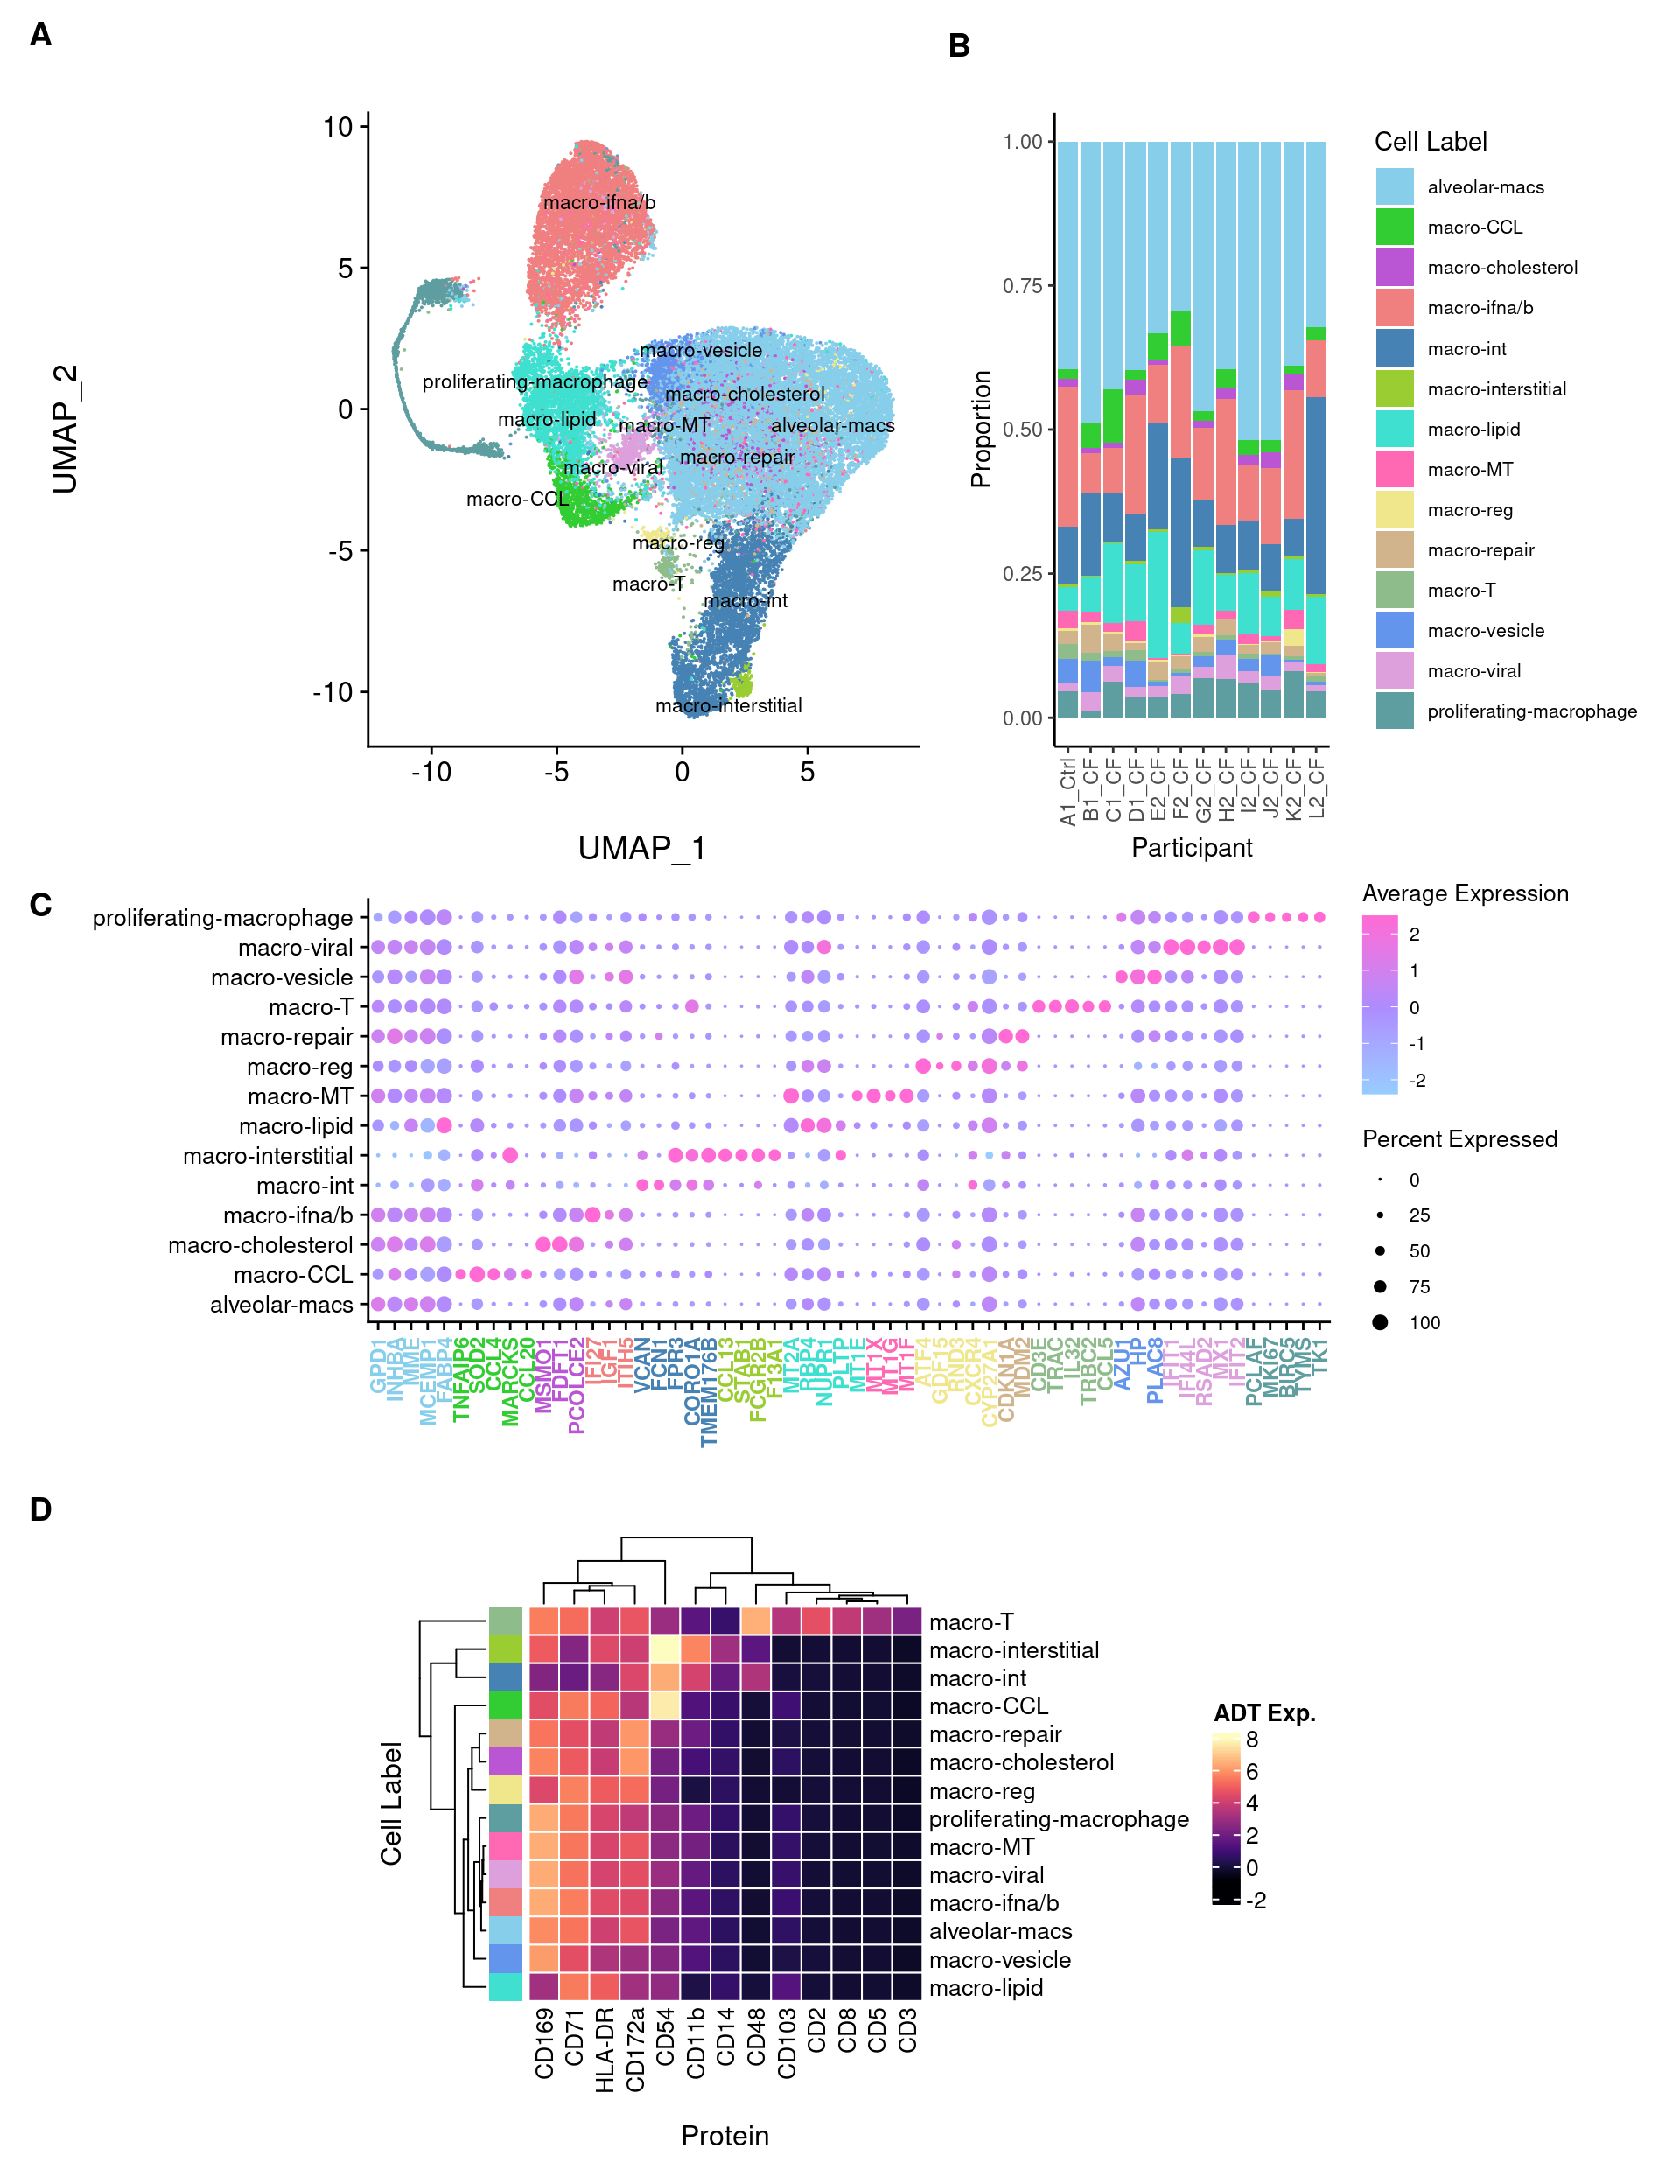 A
B
10
5
0
-5
-10
UMAP_2
macro-ifna/b
macro-vesicle
proliferating-macrophage
macro-cholesterol
macro-lipid
macro-MT
alveolar-macs
macro-repair
macro-viral
macro-CCL
macro-reg
macro-T
macro-int
macro-interstitial
-10
-5
0
5
UMAP_1
1.00
0.75
0.50
0.25
0.00
Proportion
A1_Ctrl
B1_CF
C1_CF
D1_CF
E2_CF
F2_CF
G2_CF
H2_CF
I2_CF
J2_CF
K2_CF
L2_CF
Participant
Cell Label
alveolar-macs
macro-CCL
macro-cholesterol
macro-ifna/b
macro-int
macro-interstitial
macro-lipid
macro-MT
macro-reg
macro-repair
macro-T
macro-vesicle
macro-viral
proliferating-macrophage
C
proliferating-macrophage
macro-viral
macro-vesicle
macro-T
macro-repair
macro-reg
macro-MT
macro-lipid
macro-interstitial
macro-int
macro-ifna/b
macro-cholesterol
macro-CCL
alveolar-macs
GPD1
INHBA
MME
MCEMP1
FABP4
TNFAIP6
SOD2
CCL4
MARCKS
CCL20
MSMO1
FDFT1
PCOLCE2
IFI27
IGF1
ITIH5
VCAN
FCN1
FPR3
CORO1A
TMEM176B
CCL13
STAB1
FCGR2B
F13A1
MT2A
RBP4
NUPR1
PLTP
MT1E
MT1X
MT1G
MT1F
ATF4
GDF15
RND3
CXCR4
CYP27A1
CDKN1A
MDM2
CD3E
TRAC
IL32
TRBC2
CCL5
AZU1
HP
PLAC8
IFIT1
IFI44L
RSAD2
MX1
IFIT2
PCLAF
MKI67
BIRC5
TYMS
TK1
Average Expression
2
1
0
-1
-2
Percent Expressed
0
25
50
75
100
D
Cell Label
macro-T
macro-interstitial
macro-int
macro-CCL
macro-repair
macro-cholesterol
macro-reg
proliferating-macrophage
macro-MT
macro-viral
macro-ifna/b
alveolar-macs
macro-vesicle
macro-lipid
CD169
CD71
HLA-DR
CD172a
CD54
CD11b
CD14
CD48
CD103
CD2
CD8
CD5
CD3
Protein
ADT Exp.
8
6
4
2
0
-2